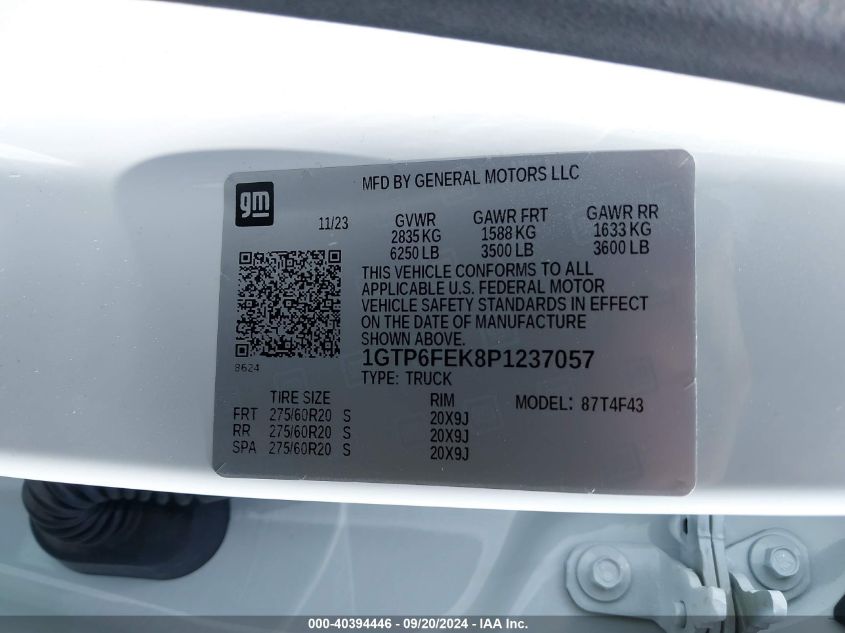 MFD BY GENERAL MOTORS LLC
gm
11/23 GVWR GAWR FRT GAWR RR
2835 KG 1588 KG 1633 KG
6250 LB 3500 LB 3600 LB
THIS VEHICLE CONFORMS TO ALL
APPLICABLE U.S. FEDERAL MOTOR
VEHICLE SAFETY STANDARDS IN EFFECT
ON THE DATE OF MANUFACTURE
SHOWN ABOVE.
8624
1GTP6FEK8P1237057
TYPE: TRUCK
TIRE SIZE RIM MODEL: 87T4F43
FRT 275/60R20 S 20X9J
RR 275/60R20 S 20X9J
SPA 275/60R20 S 20X9J
000-40394446 - 09/20/2024 - Copyright © 2024 IAA, Inc.